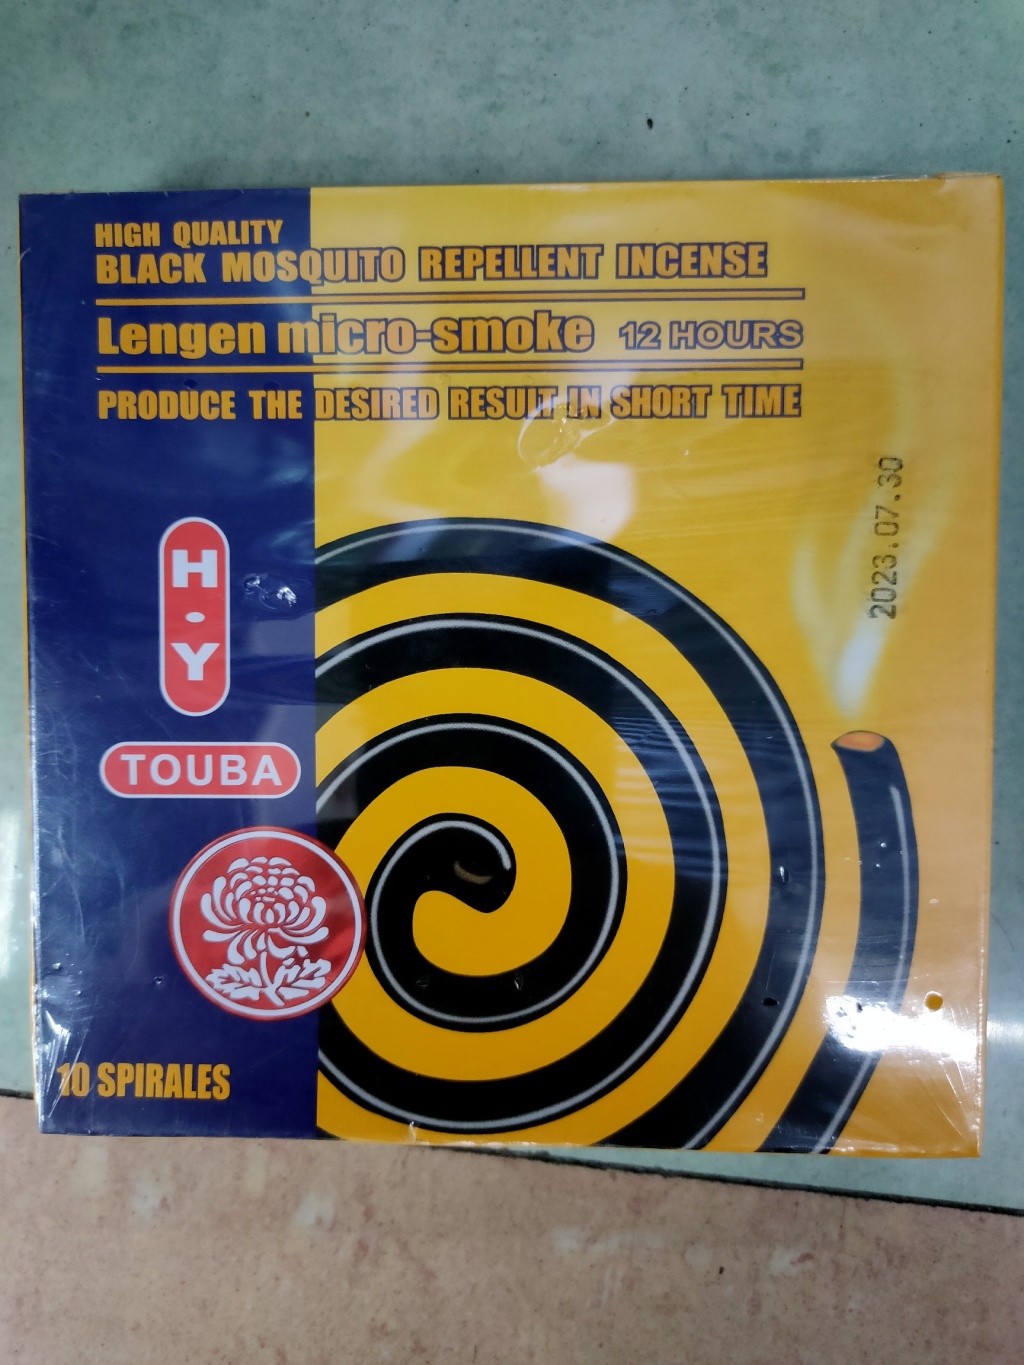 HIGH QUALITY
BLACK MOSQUITO REPELLENT INCENSE
Lengen micro-smoke 12 HOURS
PRODUCE THE DESIRED RESULT IN SHORT TIME
2023.07.30
H·Y
TOUBA
10 SPIRALES